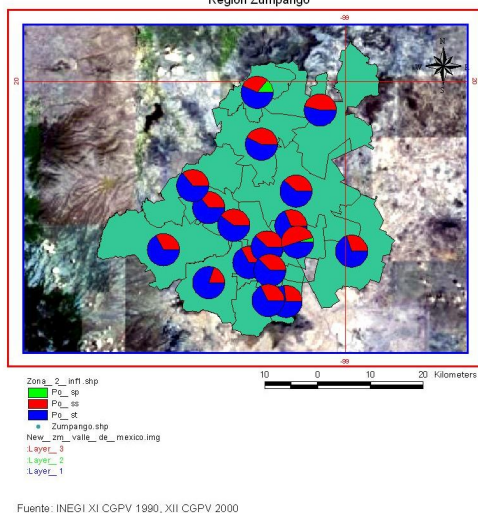 Region Zumpango
-99
20
20
-99
10 0 10 20 Kilometers
Zona_ 2_ infl.shp
Po_ sp
Po_ ss
Po_ st
Zumpango.shp
New_ zm_ valle_ de_ mexico.img
:Layer_ 3
:Layer_ 2
:Layer_ 1
Fuente: INEGI XI CGPV 1990, XII CGPV 2000